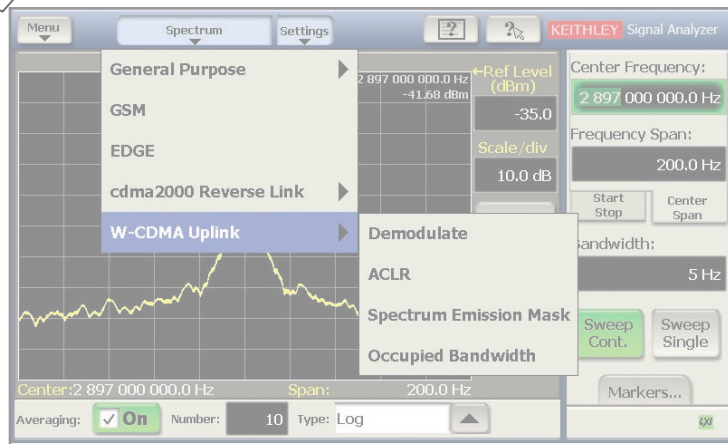 Menu
Spectrum
Settings
KEITHLEY Signal Analyzer
General Purpose
GSM
EDGE
cdma2000 Reverse Link
W-CDMA Uplink
Demodulate
ACLR
Spectrum Emission Mask
Occupied Bandwidth
2 897 000 000.0 Hz
-41.68 dBm
←Ref Level
(dBm)
-35.0
Scale/div
10.0 dB
Center Frequency:
2 897 000 000.0 Hz
Frequency Span:
200.0 Hz
Start
Stop
Center
Span
andwidth:
5 Hz
Sweep
Cont.
Sweep
Single
Markers...
Center:2 897 000 000.0 Hz
Span:
200.0 Hz
Averaging:
On
Number:
10
Type:
Log
LXI